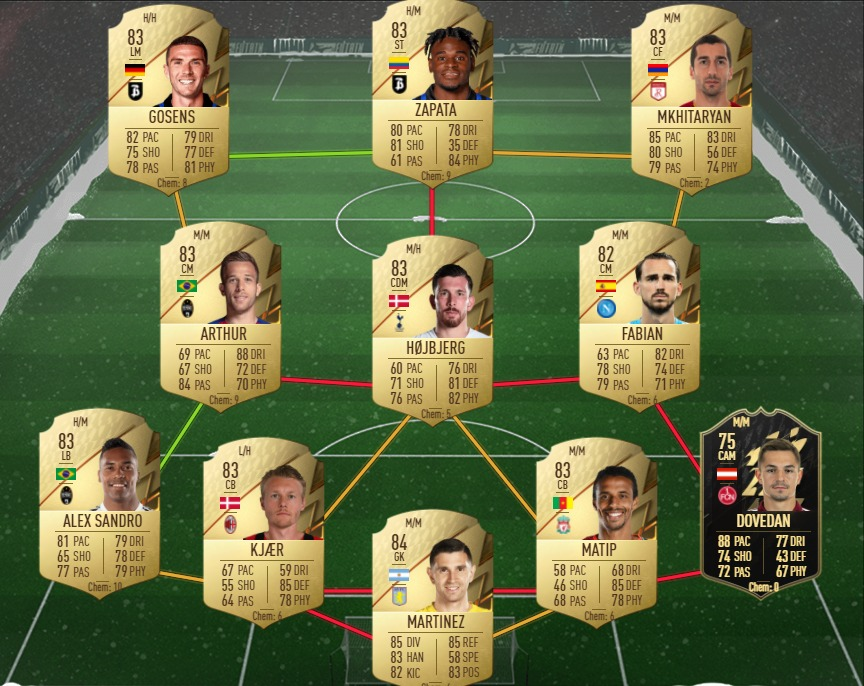 H/H
83
LM
GOSENS
82 PAC 79 DRI
75 SHO 77 DEF
78 PAS 81 PHY
Chem: 8
H/M
83
ST
ZAPATA
80 PAC 78 DRI
81 SHO 35 DEF
61 PAS 84 PHY
Chem: 9
M/M
83
CF
MKHITARYAN
85 PAC 83 DRI
80 SHO 56 DEF
79 PAS 74 PHY
Chem: 2
M/M
83
CM
ARTHUR
69 PAC 88 DRI
67 SHO 72 DEF
84 PAS 70 PHY
Chem: 9
M/H
83
CDM
HØJBJERG
60 PAC 76 DRI
71 SHO 81 DEF
76 PAS 82 PHY
Chem: 5
M/M
82
CM
FABIAN
63 PAC 82 DRI
78 SHO 74 DEF
79 PAS 71 PHY
Chem: 6
H/M
83
LB
ALEX SANDRO
81 PAC 79 DRI
65 SHO 78 DEF
77 PAS 79 PHY
Chem: 10
L/H
83
CB
KJÆR
67 PAC 59 DRI
55 SHO 85 DEF
64 PAS 78 PHY
Chem: 6
M/M
84
GK
MARTINEZ
85 DIV 85 REF
83 HAN 58 SPE
82 KIC 83 POS
M/M
83
CB
MATIP
58 PAC 68 DRI
46 SHO 85 DEF
68 PAS 78 PHY
Chem: 6
M/M
75
CAM
DOVEDAN
88 PAC 77 DRI
74 SHO 43 DEF
72 PAS 67 PHY
Chem: 0